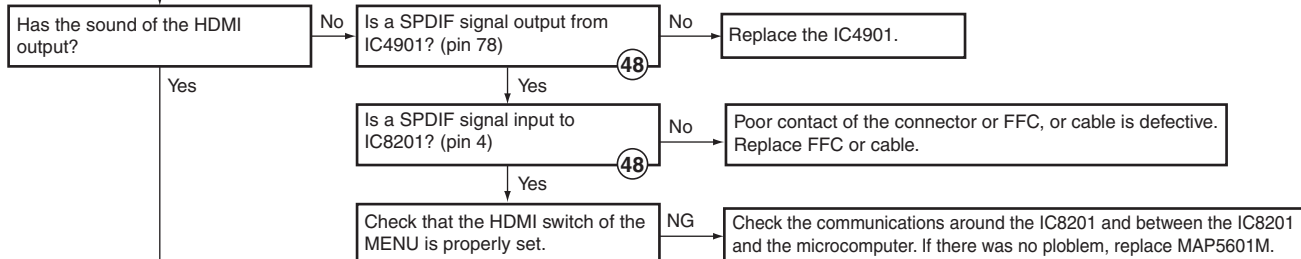 Has the sound of the HDMI
output?
No
Is a SPDIF signal output from
IC4901? (pin 78)
48
No
Replace the IC4901.
Yes
Yes
Is a SPDIF signal input to
IC8201? (pin 4)
48
No
Poor contact of the connector or FFC, or cable is defective.
Replace FFC or cable.
Yes
Check that the HDMI switch of the
MENU is properly set.
NG
Check the communications around the IC8201 and between the IC8201
and the microcomputer. If there was no ploblem, replace MAP5601M.